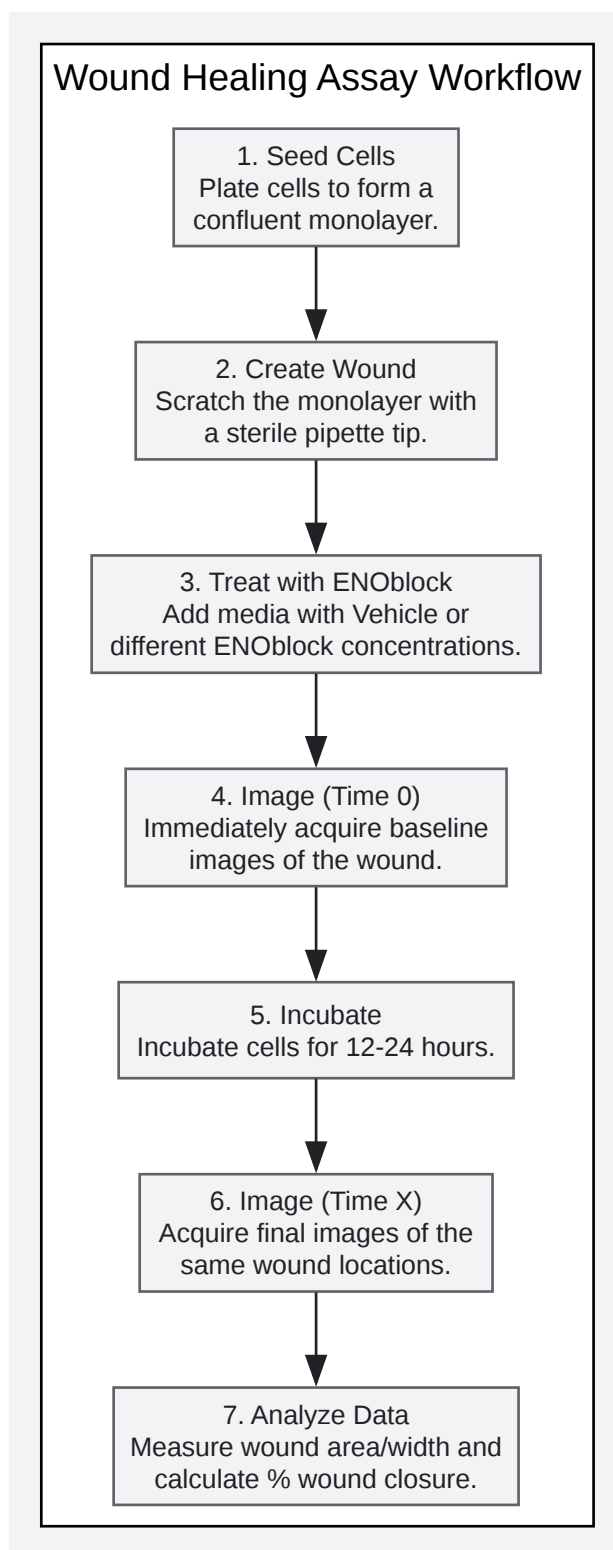 Wound Healing Assay Workflow
1. Seed Cells
Plate cells to form a
confluent monolayer.
2. Create Wound
Scratch the monolayer with
a sterile pipette tip.
3. Treat with ENOblock
Add media with Vehicle or
different ENOblock concentrations.
4. Image (Time 0)
Immediately acquire baseline
images of the wound.
5. Incubate
Incubate cells for 12-24 hours.
6. Image (Time X)
Acquire final images of the
same wound locations.
7. Analyze Data
Measure wound area/width and
calculate % wound closure.